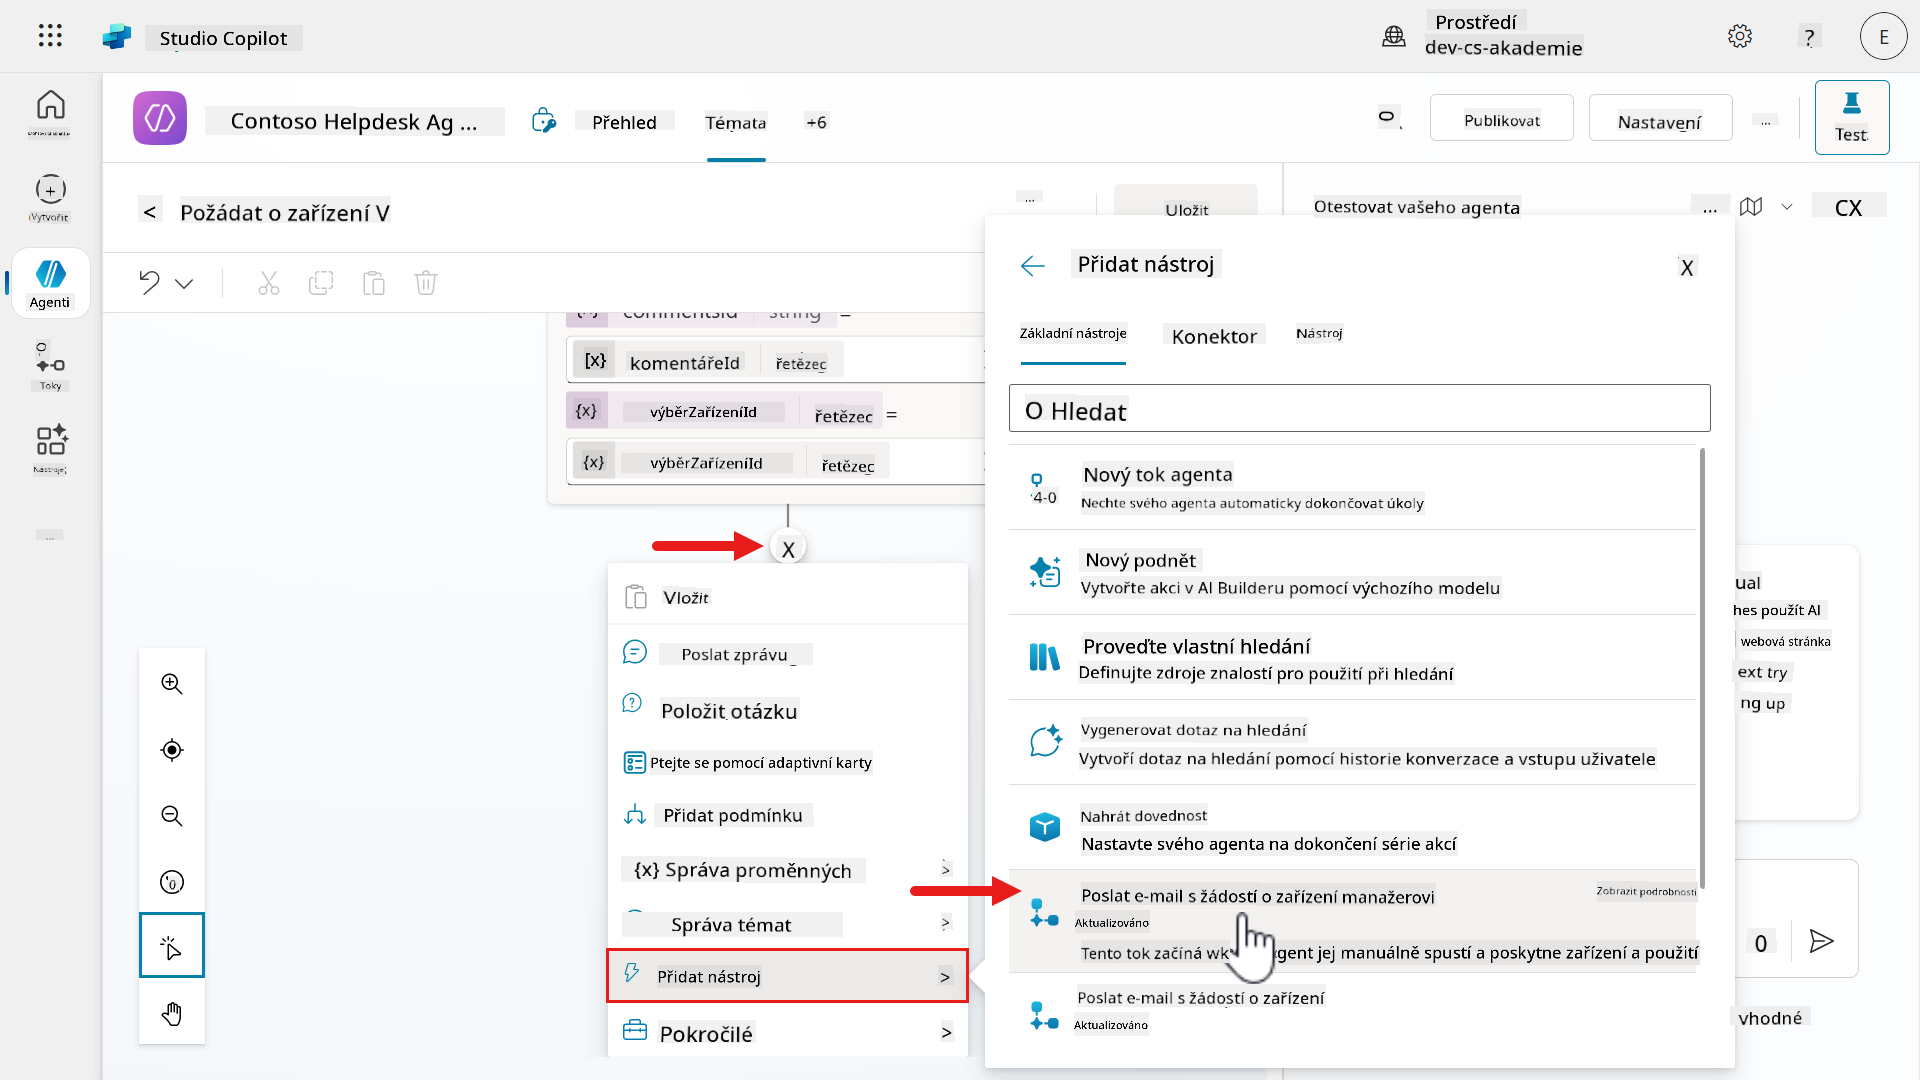 Studio Copilot
Prostředí
dev-cs-akademie
?
E
Contoso Helpdesk Ag ...
Přehled
Témata
+6
Publikovat
Nastavení
...
Test
Vytvořit
Agenti
Toky
Nástroje
...
<
Požádat o zařízení V
...
Uložit
Otestovat vašeho agenta
...
CX
string =
[x] komentářeId řetězec
{x} výběrZařízeníId řetězec =
{x} výběrZařízeníId řetězec
X
Vložit
Poslat zprávu
Položit otázku
Ptejte se pomocí adaptivní karty
Přidat podmínku
{x} Správa proměnných >
Správa témat >
Přidat nástroj >
Pokročilé >
Přidat nástroj
X
Základní nástroje
Konektor
Nástroj
O Hledat
Nový tok agenta
Nechte svého agenta automaticky dokončovat úkoly
4-0
Nový podnět
Vytvořte akci v AI Builderu pomocí výchozího modelu
Proveďte vlastní hledání
Definujte zdroje znalostí pro použití při hledání
Vygenerovat dotaz na hledání
Vytvoří dotaz na hledání pomocí historie konverzace a vstupu uživatele
Nahrát dovednost
Nastavte svého agenta na dokončení série akcí
Poslat e-mail s žádostí o zařízení manažerovi
Zobrazit podrobnosti
Aktualizováno
Tento tok začíná wk gent jej manuálně spustí a poskytne zařízení a použití
Poslat e-mail s žádostí o zařízení
Aktualizováno
ual
hes použít AI
webová stránka
ext try
ng up
0
vhodné